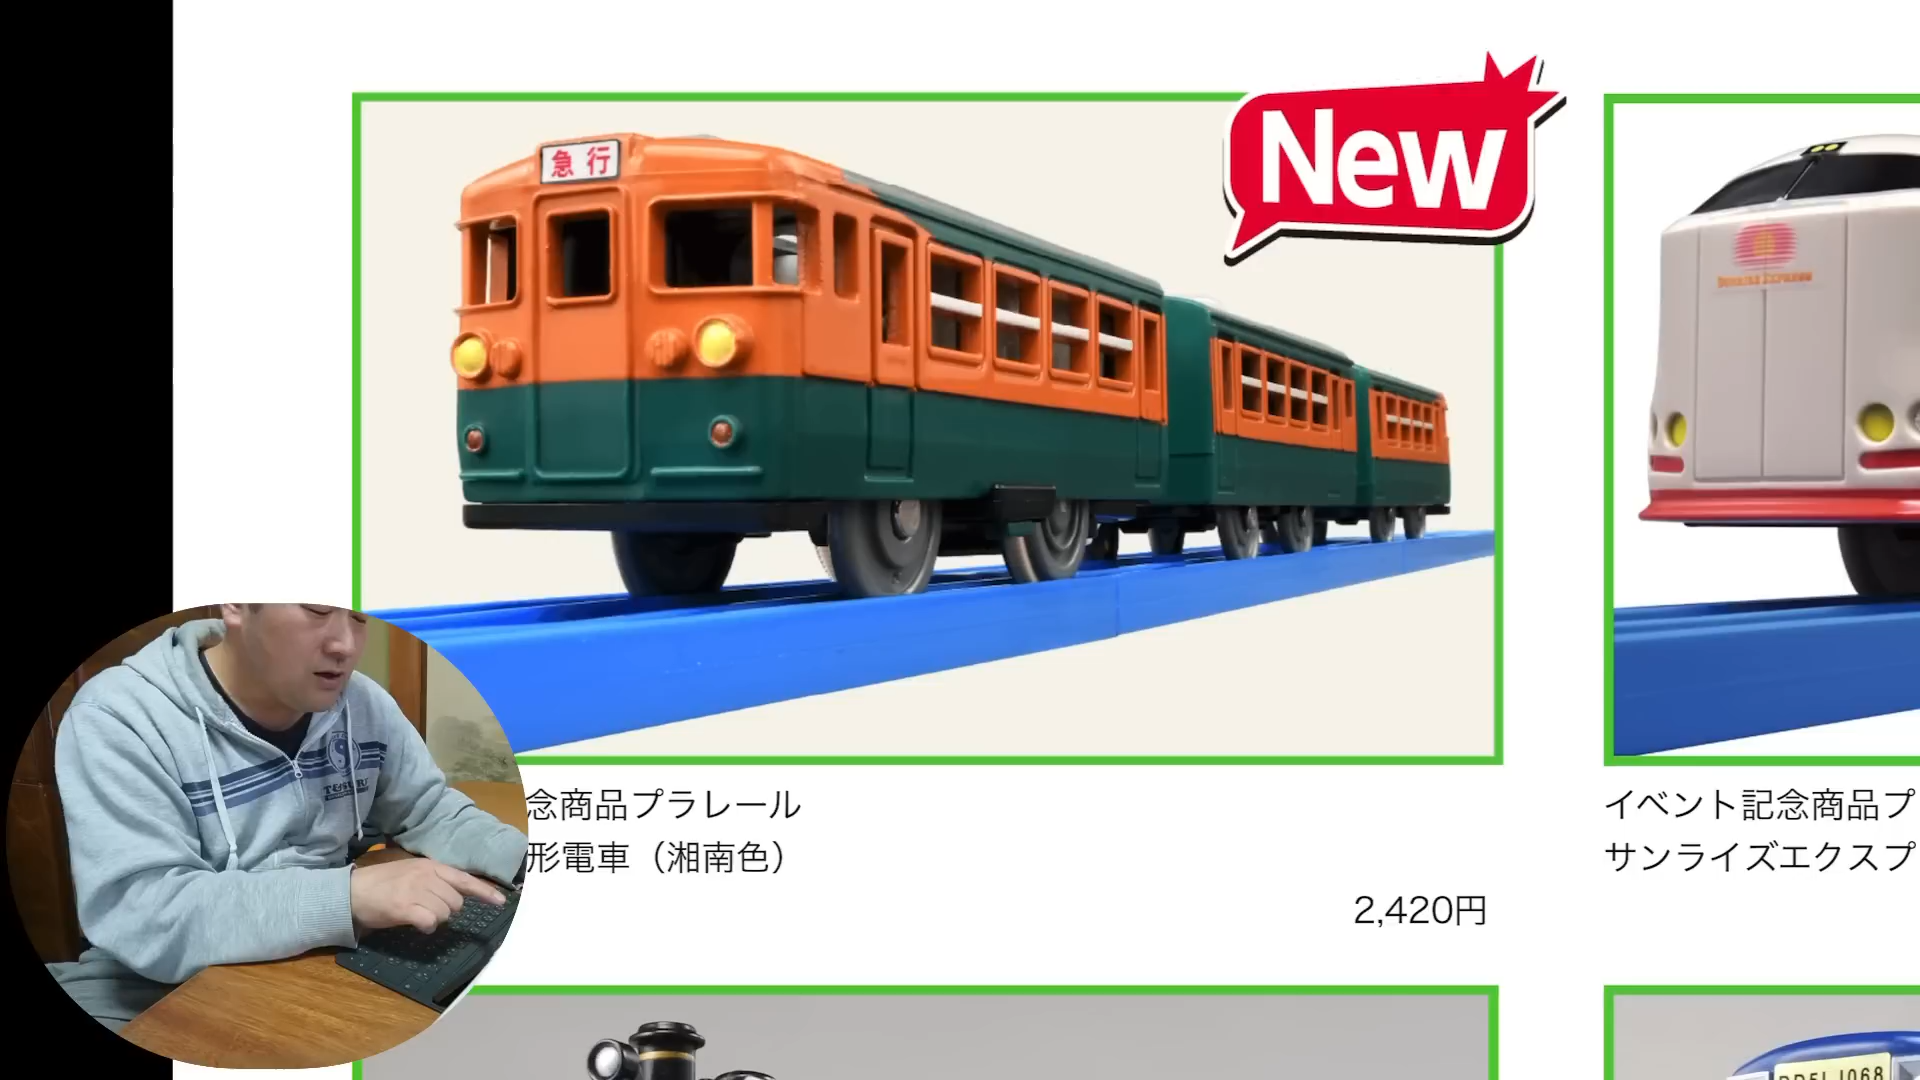 New
急行
SUNRISE EXPRESS
念商品プラレール
形電車（湘南色）
2,420円
イベント記念商品プ
サンライズエクスプ